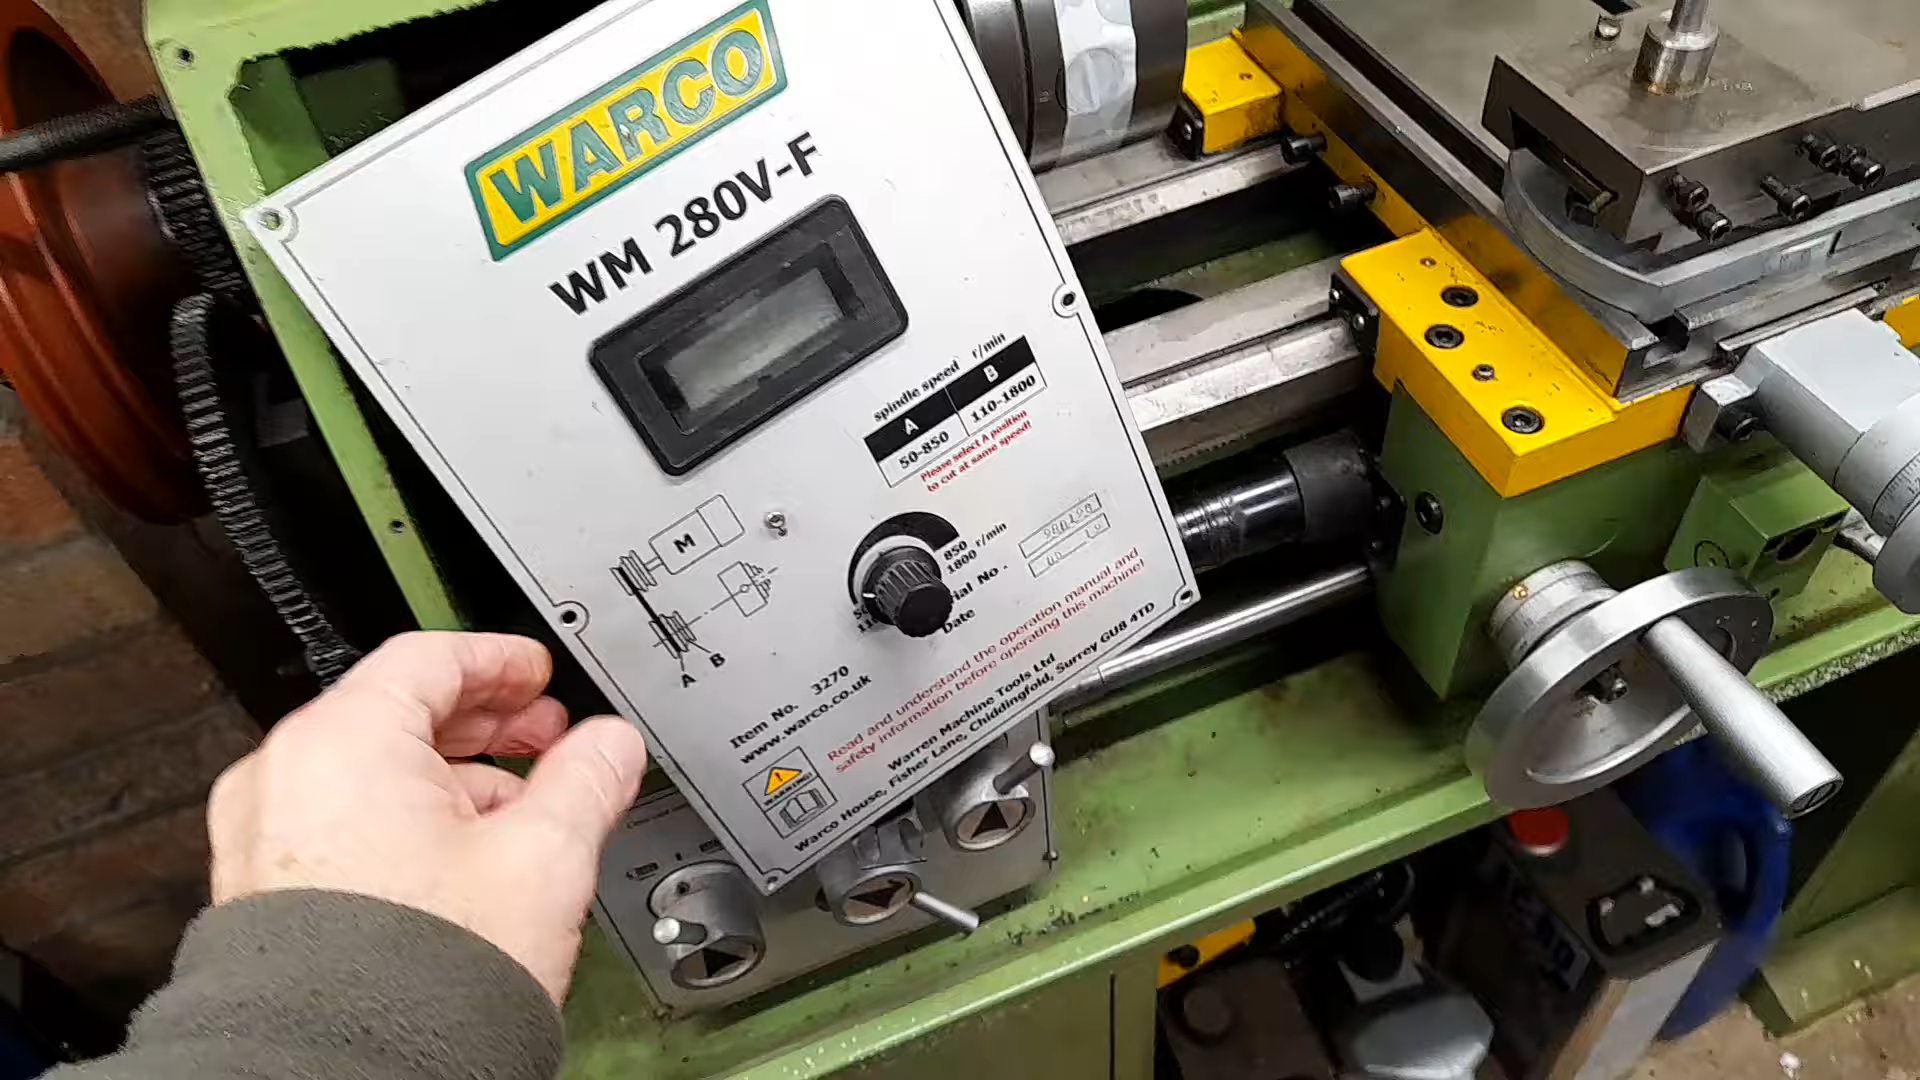 WARCO
WM 280V-F
spindle speed r/min
A B
50-850 110-1800
Please select A position
to cut at same speed!
M
A B
850
1800 r/min
Date
Item No. 3270
www.warco.co.uk
Read and understand the operation manual and
safety information before operating this machine!
WARNING!
Warren Machine Tools Ltd
Warco House, Fisher Lane, Chiddingfold, Surrey GU8 4TD